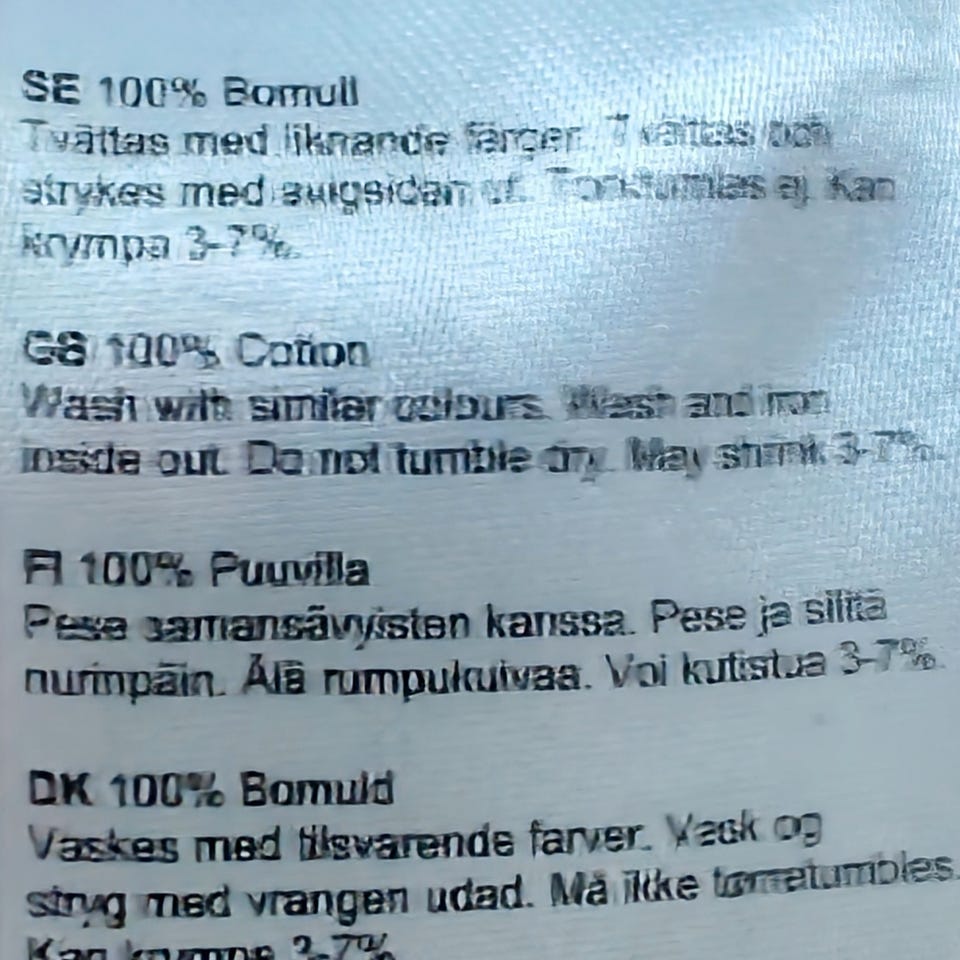 SE 100% Bomull
Tvättas med liknande färger. Tvättas och
strykes med avigsidan ut. Torktumlas ej. Kan
krympa 3-7%.
GB 100% Cotton
Wash with similar colours. Wash and iron
inside out. Do not tumble dry. May shrink 3-7%.
FI 100% Puuvilla
Pese samansävyisten kanssa. Pese ja silitä
nurinpäin. Älä rumpukuivaa. Voi kutistua 3-7%.
DK 100% Bomuld
Vaskes med tilsvarende farver. Vask og
stryg med vrangen udad. Må ikke tørretumbles.
Kan krympe 3-7%.